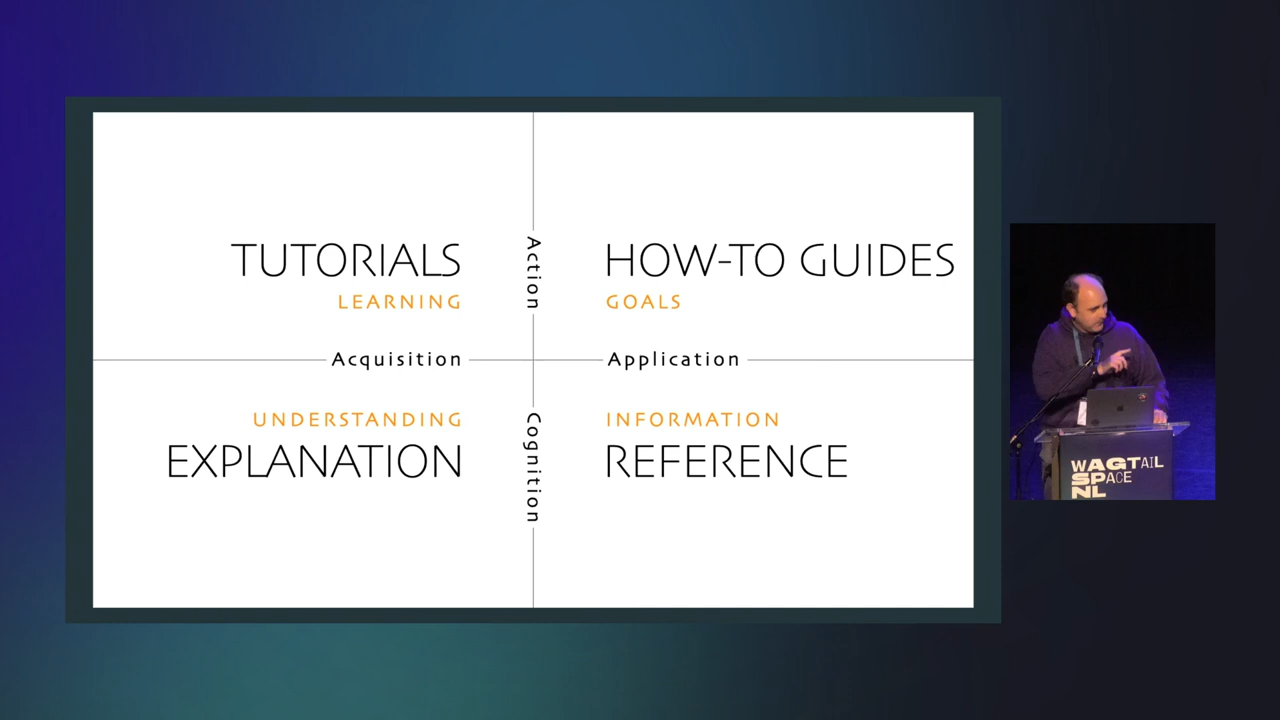 TUTORIALS
LEARNING
HOW-TO GUIDES
GOALS
Action
Acquisition
Application
Cognition
UNDERSTANDING
EXPLANATION
INFORMATION
REFERENCE
WAGTAIL
SPACE
NL